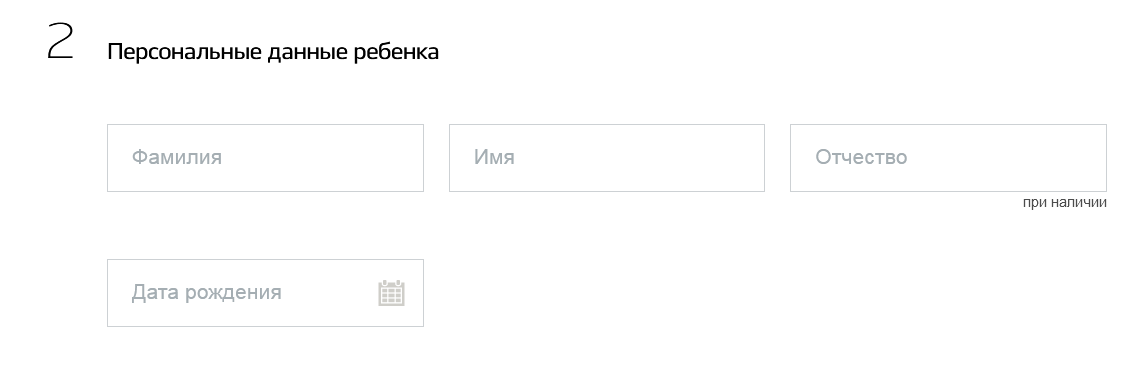 2 Персональные данные ребенка
Фамилия Имя Отчество
при наличии
Дата рождения